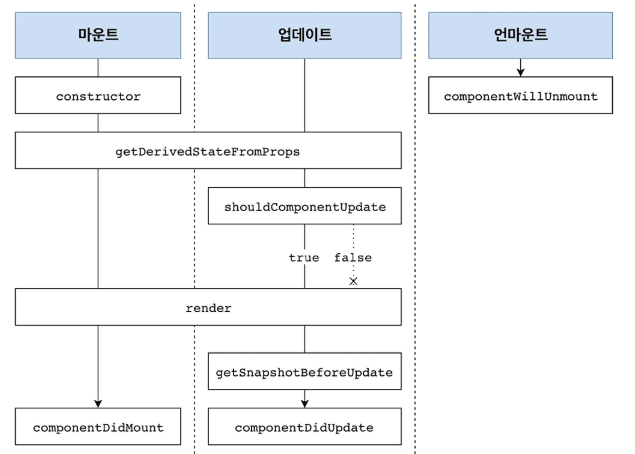 마운트
업데이트
언마운트
constructor
componentWillUnmount
getDerivedStateFromProps
shouldComponentUpdate
true false
render
getSnapshotBeforeUpdate
componentDidMount
componentDidUpdate